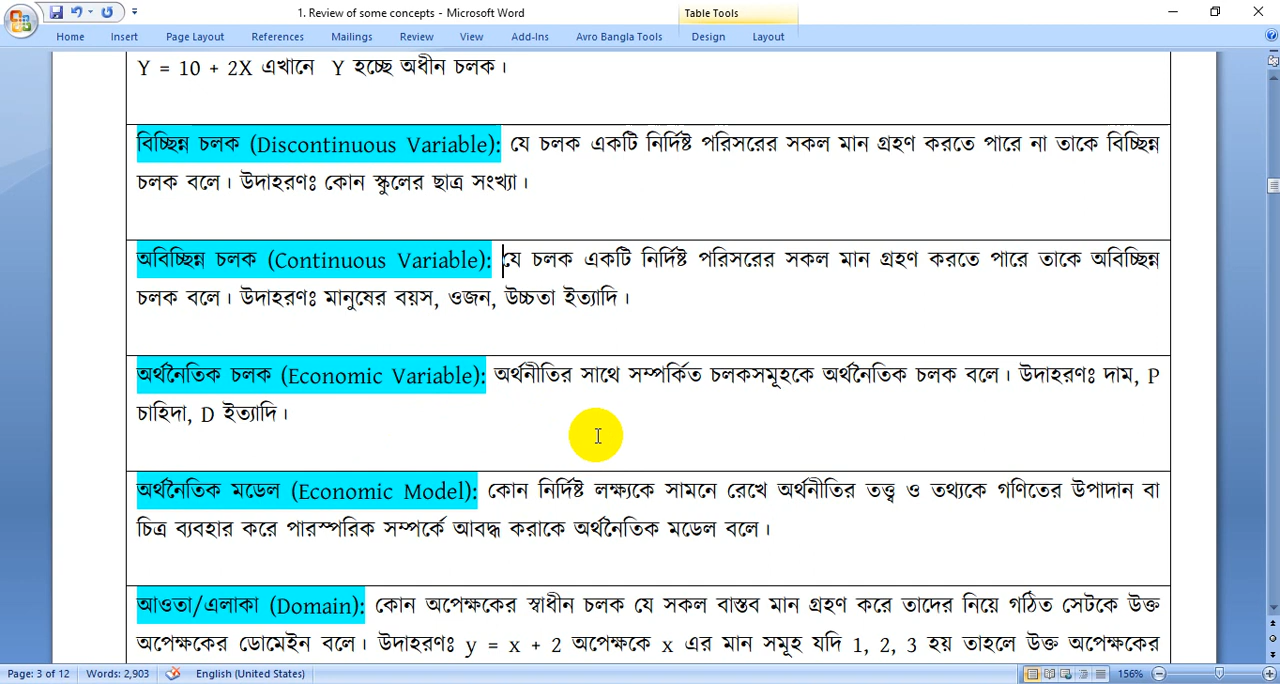 1. Review of some concepts - Microsoft Word
Table Tools
Home Insert Page Layout References Mailings Review View Add-Ins Avro Bangla Tools Design Layout
Y = 10 + 2X এখানে Y হচ্ছে অধীন চলক।
বিচ্ছিন্ন চলক (Discontinuous Variable): যে চলক একটি নির্দিষ্ট পরিসরের সকল মান গ্রহণ করতে পারে না তাকে বিচ্ছিন্ন
চলক বলে। উদাহরণঃ কোন স্কুলের ছাত্র সংখ্যা।
অবিচ্ছিন্ন চলক (Continuous Variable): যে চলক একটি নির্দিষ্ট পরিসরের সকল মান গ্রহণ করতে পারে তাকে অবিচ্ছিন্ন
চলক বলে। উদাহরণঃ মানুষের বয়স, ওজন, উচ্চতা ইত্যাদি।
অর্থনৈতিক চলক (Economic Variable): অর্থনীতির সাথে সম্পর্কিত চলকসমূহকে অর্থনৈতিক চলক বলে। উদাহরণঃ দাম, P
চাহিদা, D ইত্যাদি।
অর্থনৈতিক মডেল (Economic Model): কোন নির্দিষ্ট লক্ষ্যকে সামনে রেখে অর্থনীতির তত্ত্ব ও তথ্যকে গণিতের উপাদান বা
চিত্র ব্যবহার করে পারস্পরিক সম্পর্কে আবদ্ধ করাকে অর্থনৈতিক মডেল বলে।
আওতা/এলাকা (Domain): কোন অপেক্ষকের স্বাধীন চলক যে সকল বাস্তব মান গ্রহণ করে তাদের নিয়ে গঠিত সেটকে উক্ত
অপেক্ষকের ডোমেইন বলে। উদাহরণঃ y = x + 2 অপেক্ষকে x এর মান সমূহ যদি 1, 2, 3 হয় তাহলে উক্ত অপেক্ষকের
Page: 3 of 12 Words: 2,903 English (United States) 156%